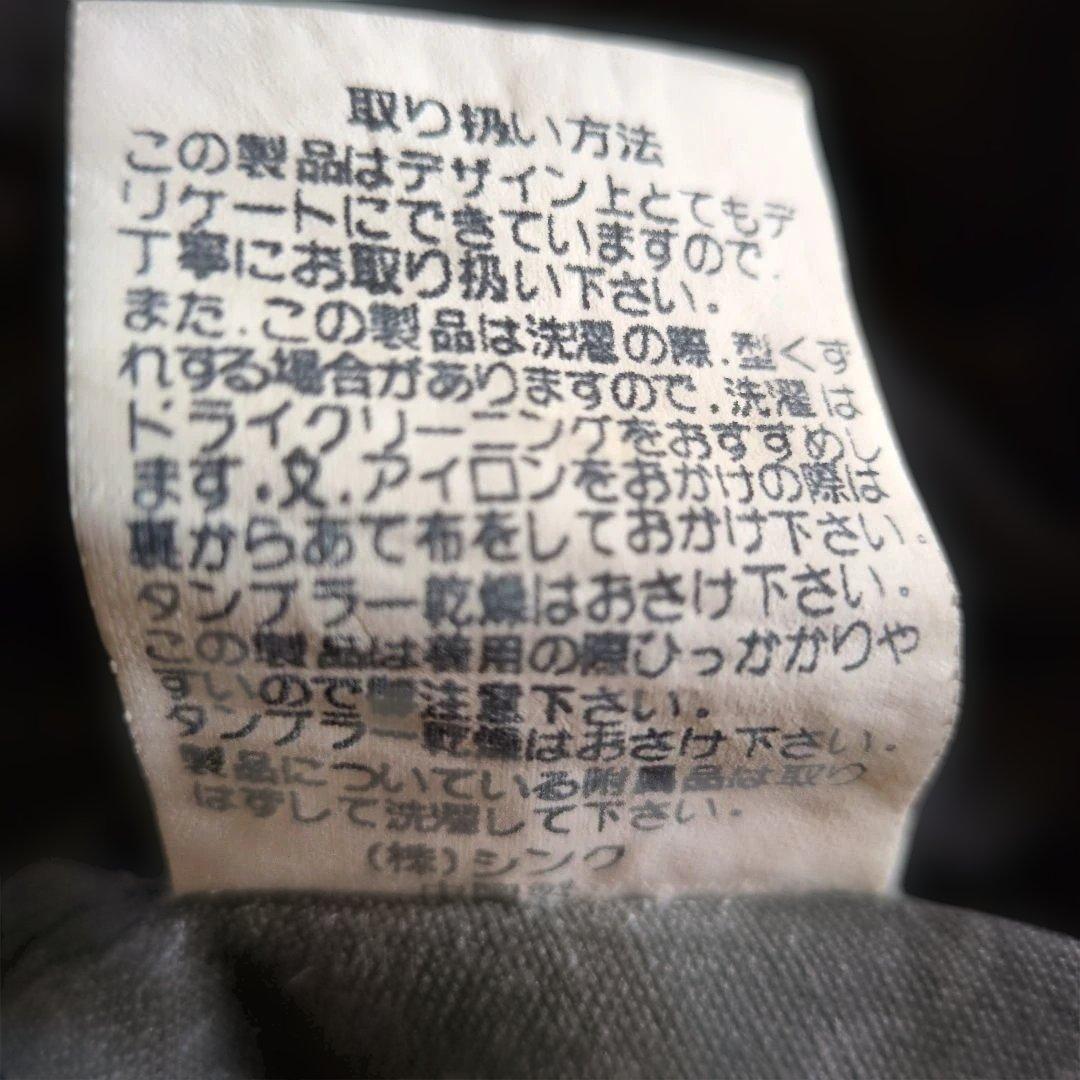 取り扱い方法
この製品はデザイン上とてもデ
リケートにできていますので.
丁寧にお取り扱い下さい.
また.この製品は洗濯の際.型くず
れする場合がありますので.洗濯は
ドライクリーニングをおすすめし
ます.又.アイロンをおかけの際は
裏からあて布をしておかけ下さい.
タンブラー乾燥はおさけ下さい.
この製品は着用の際ひっかかりや
すいので御注意下さい.
タンブラー乾燥はおさけ下さい.
製品についている附属品は取り
はずして洗濯して下さい.
(株)シンク